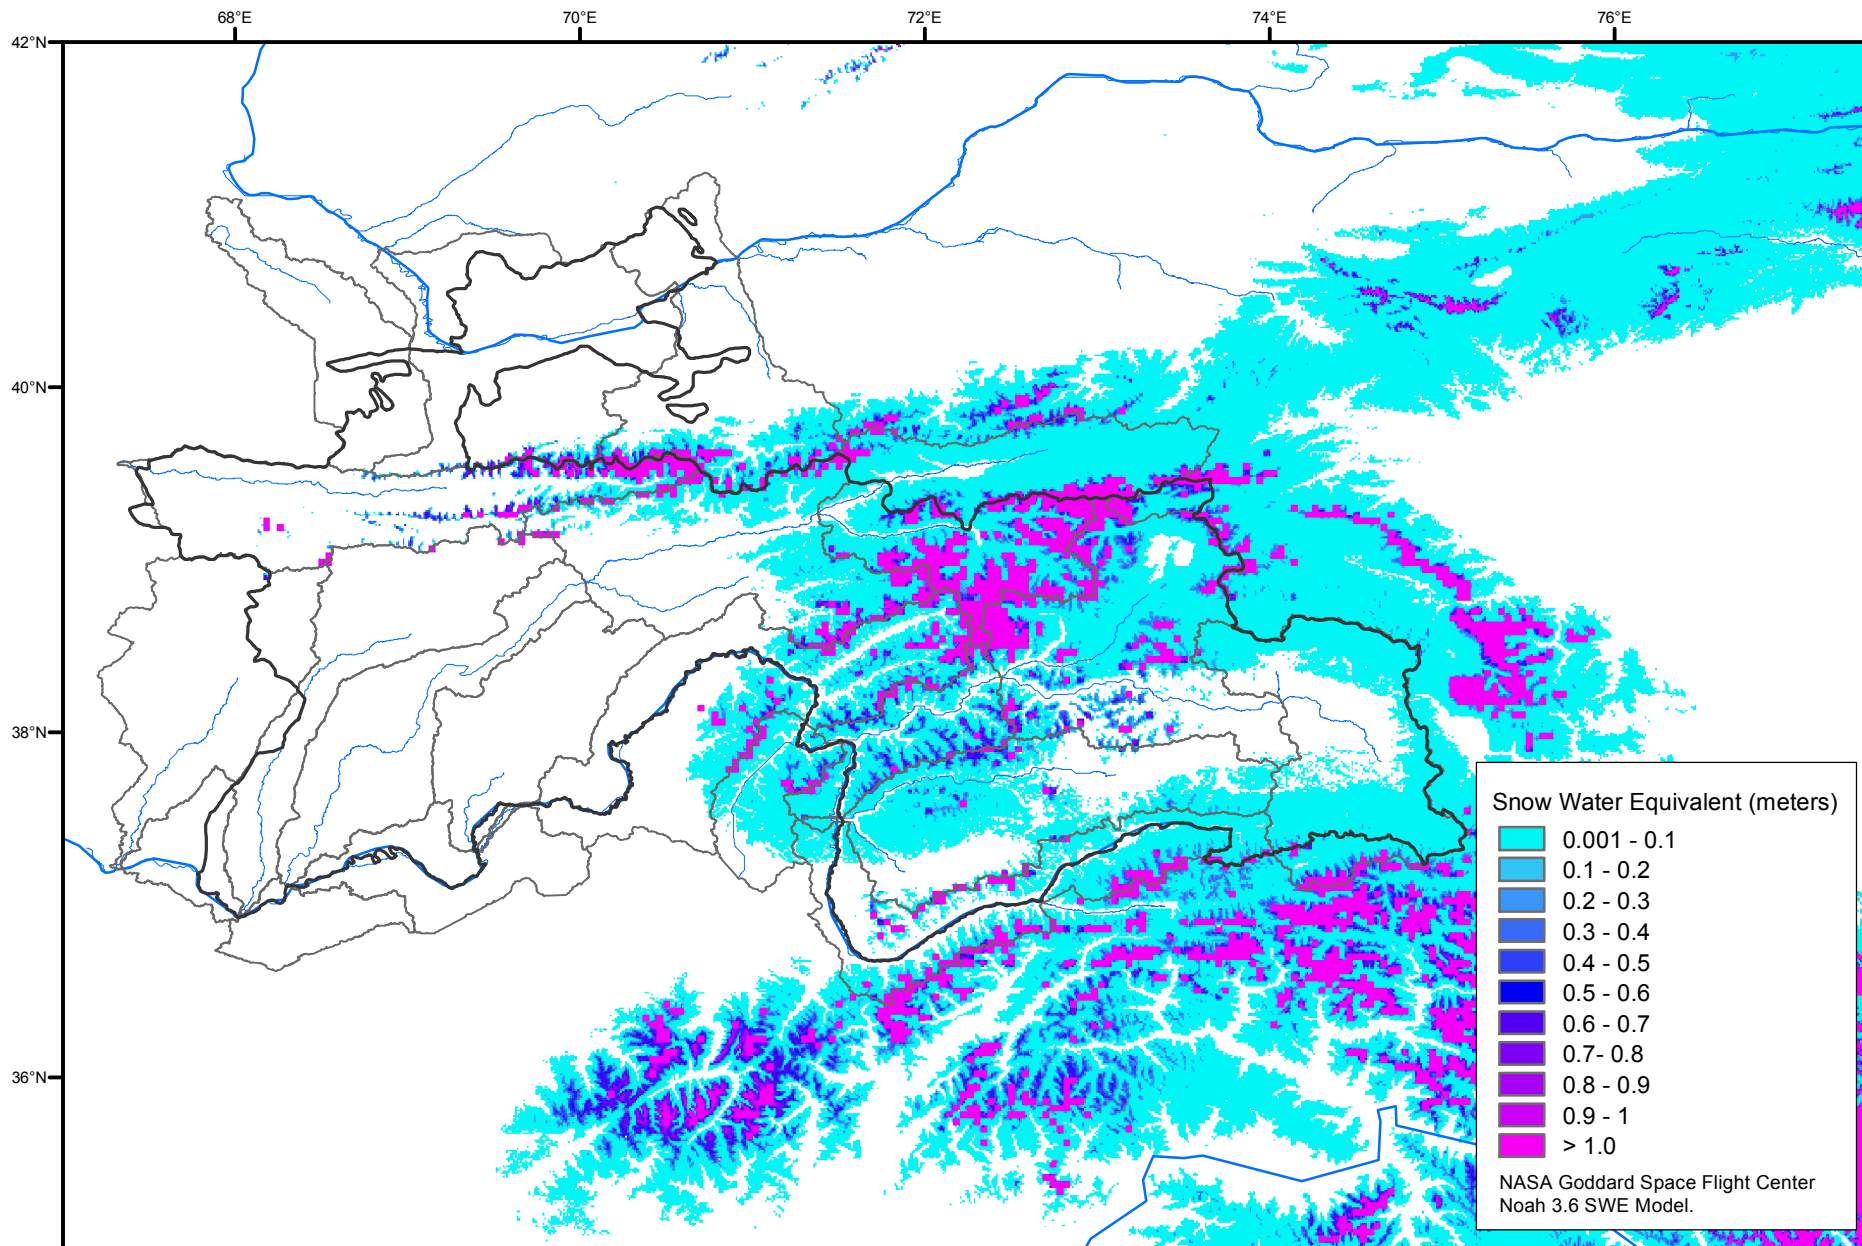 68°E 70°E 72°E 74°E 76°E
42°N
40°N
38°N
36°N
Snow Water Equivalent (meters)
0.001 - 0.1
0.1 - 0.2
0.2 - 0.3
0.3 - 0.4
0.4 - 0.5
0.5 - 0.6
0.6 - 0.7
0.7- 0.8
0.8 - 0.9
0.9 - 1
> 1.0
NASA Goddard Space Flight Center
Noah 3.6 SWE Model.